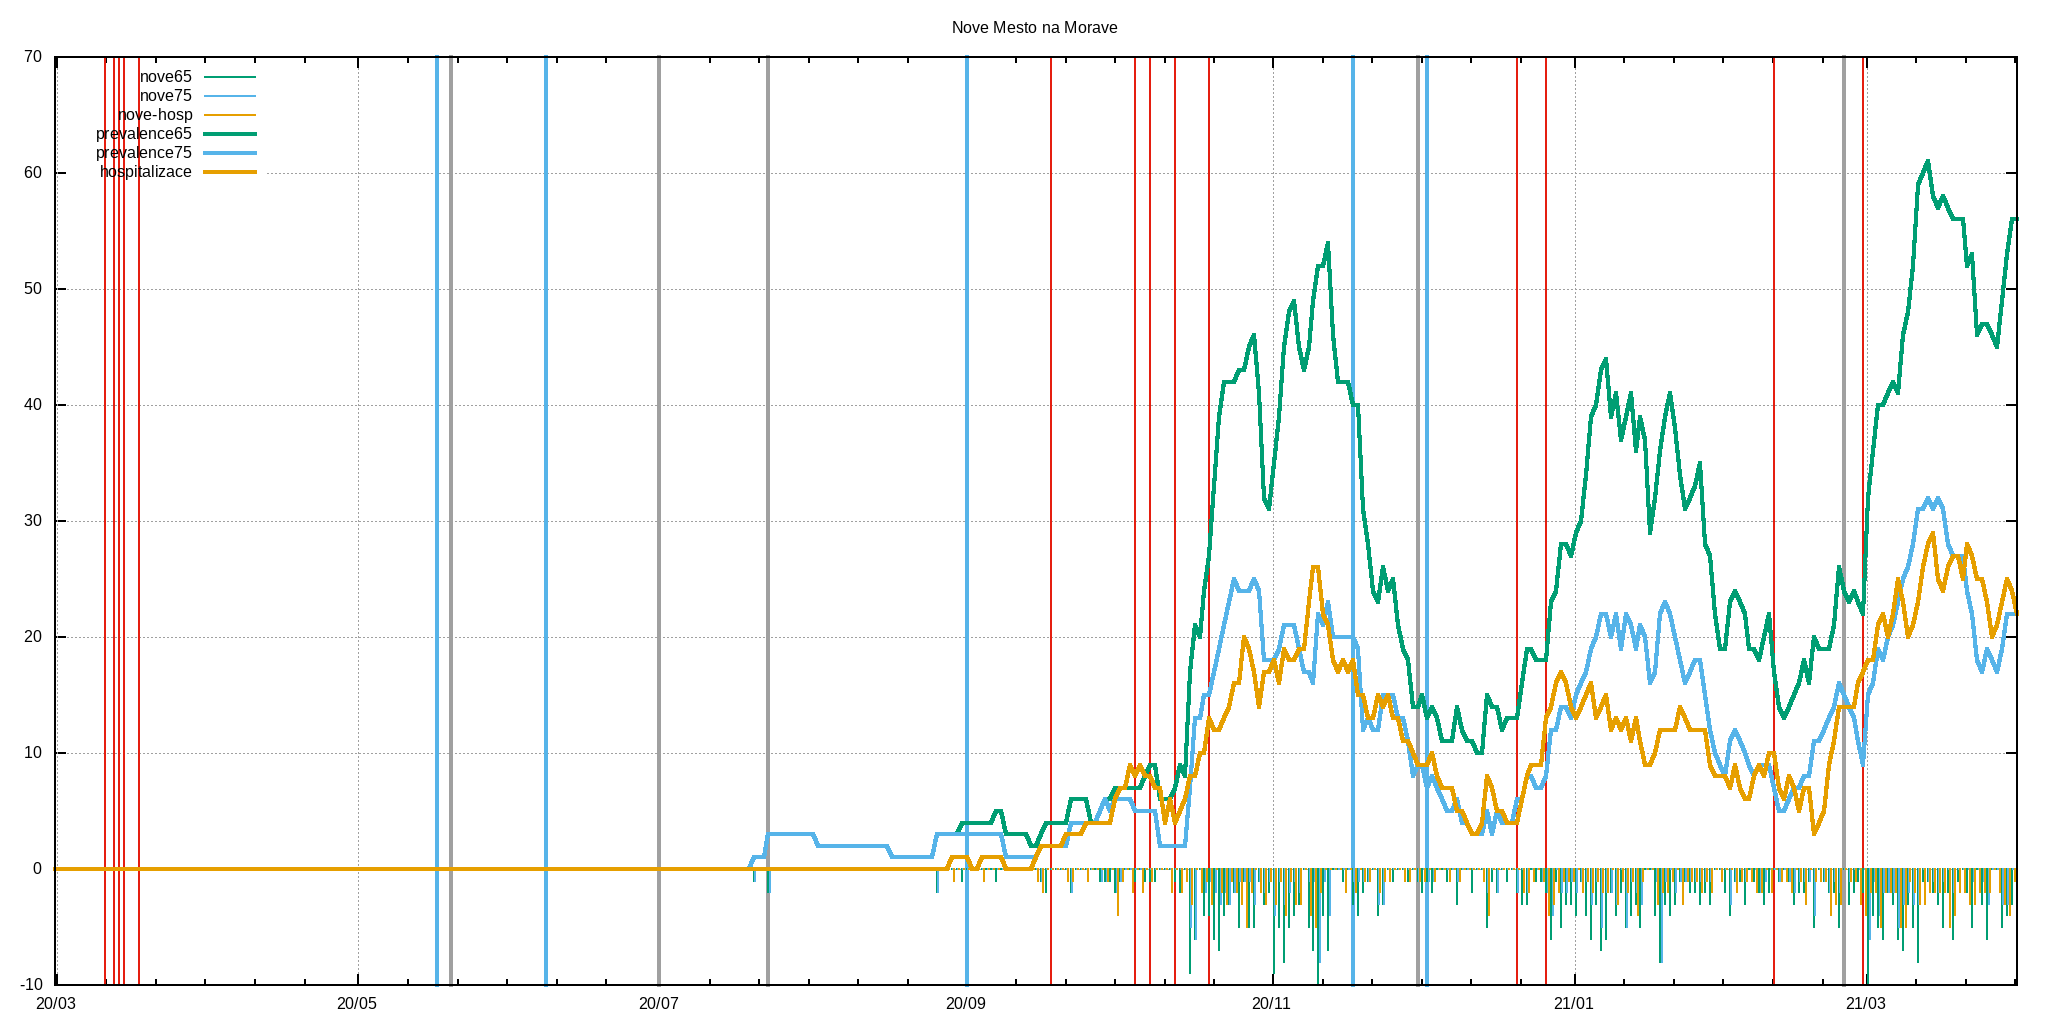 Nove Mesto na Morave
70
nove65
nove75
nove-hosp
prevalence65
prevalence75
hospitalizace
60
50
40
30
20
10
0
-10
20/03 20/05 20/07 20/09 20/11 21/01 21/03